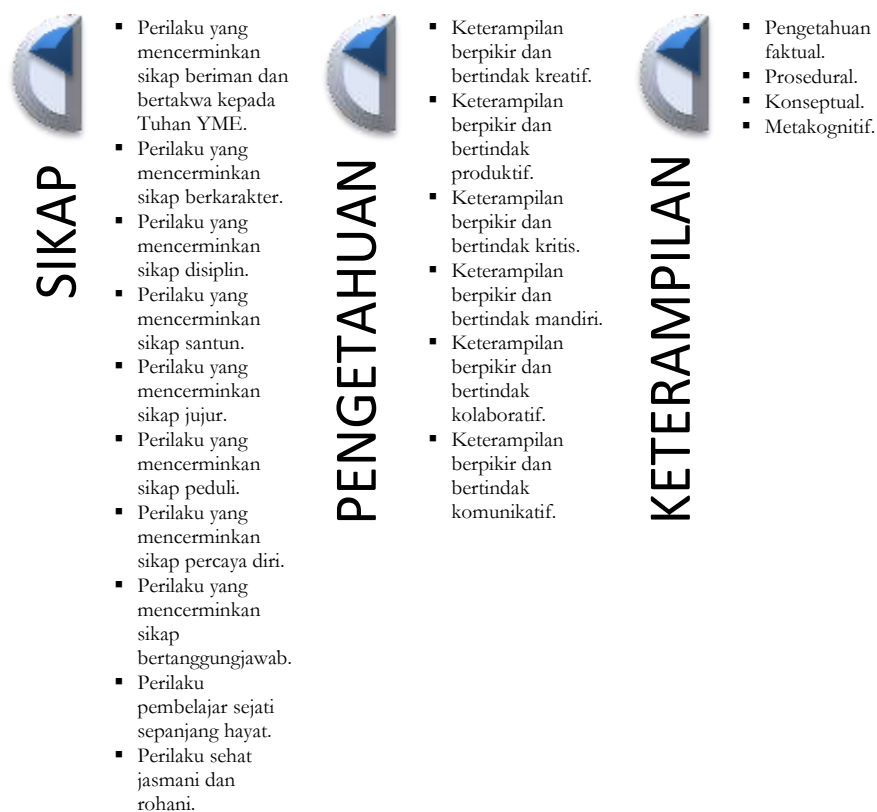 SIKAP
Perilaku yang
mencerminkan
sikap beriman dan
bertakwa kepada
Tuhan YME.
Perilaku yang
mencerminkan
sikap berkarakter.
Perilaku yang
mencerminkan
sikap disiplin.
Perilaku yang
mencerminkan
sikap santun.
Perilaku yang
mencerminkan
sikap jujur.
Perilaku yang
mencerminkan
sikap peduli.
Perilaku yang
mencerminkan
sikap percaya diri.
Perilaku yang
mencerminkan
sikap
bertanggungjawab.
Perilaku
pembelajar sejati
sepanjang hayat.
Perilaku sehat
jasmani dan
rohani.
PENGETAHUAN
Keterampilan
berpikir dan
bertindak kreatif.
Keterampilan
berpikir dan
bertindak
produktif.
Keterampilan
berpikir dan
bertindak kritis.
Keterampilan
berpikir dan
bertindak mandiri.
Keterampilan
berpikir dan
bertindak
kolaboratif.
Keterampilan
berpikir dan
bertindak
komunikatif.
KETERAMPILAN
Pengetahuan
faktual.
Prosedural.
Konseptual.
Metakognitif.